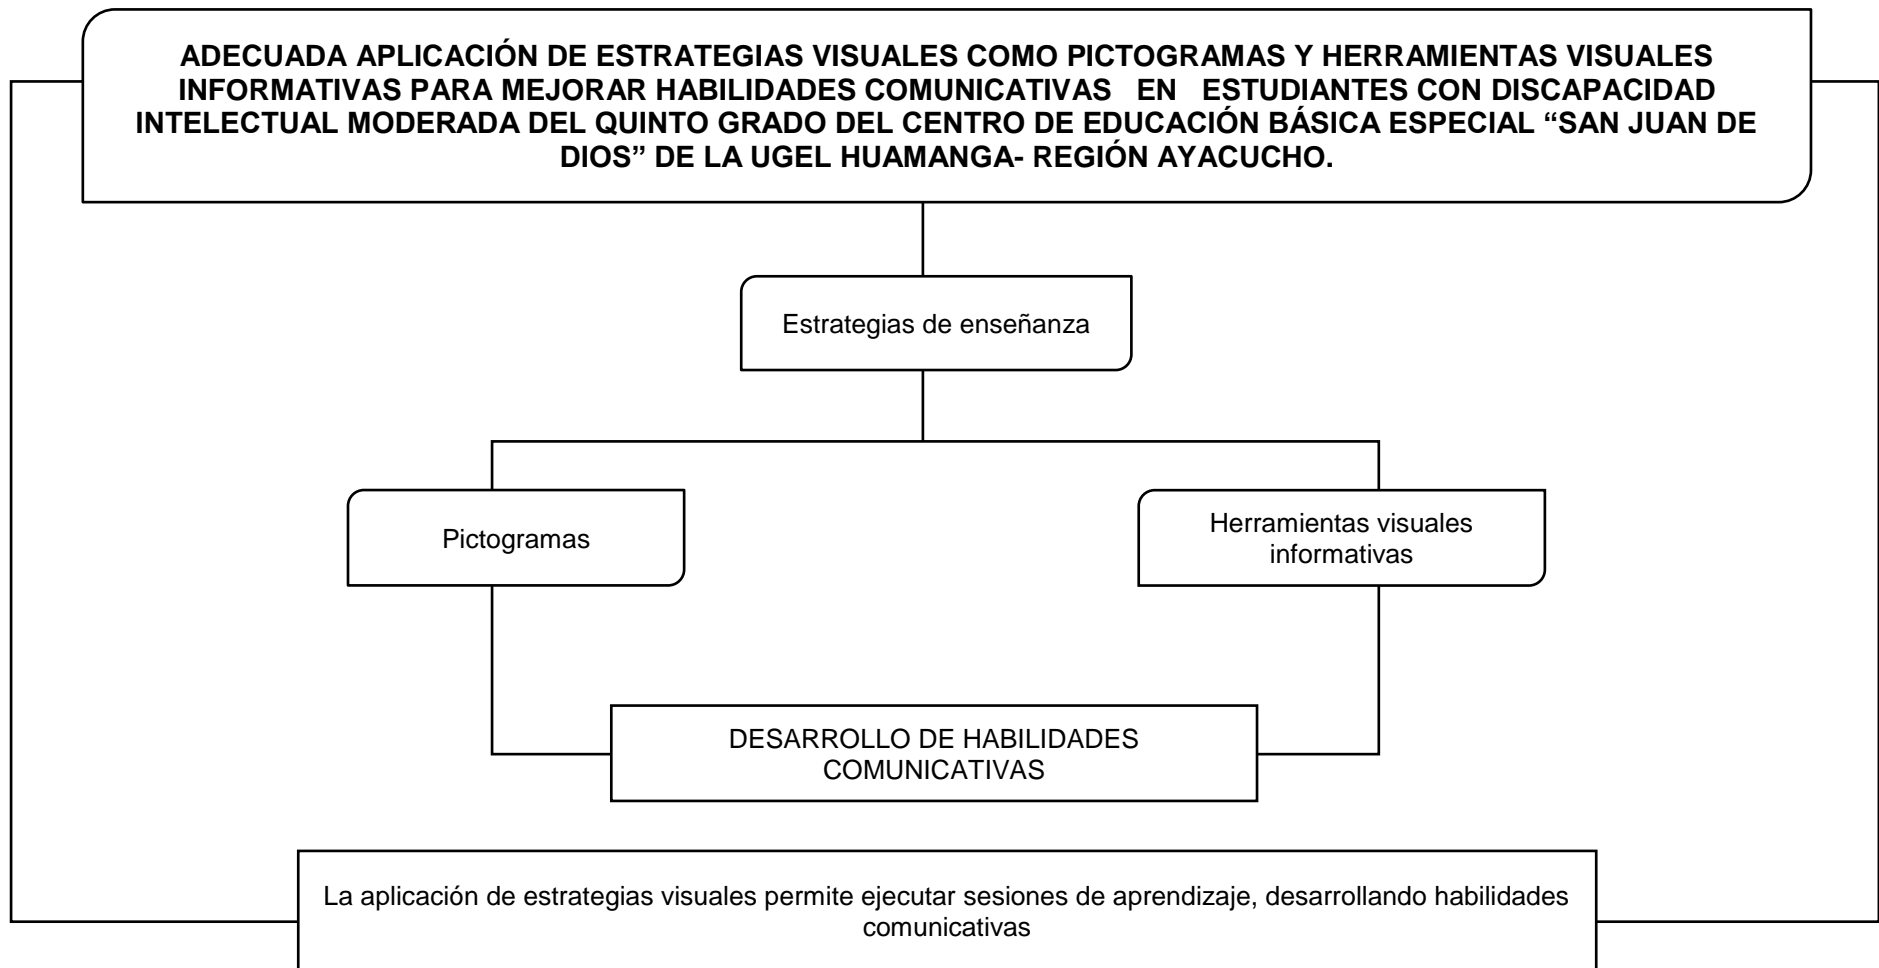 ADECUADA APLICACIÓN DE ESTRATEGIAS VISUALES COMO PICTOGRAMAS Y HERRAMIENTAS VISUALES
INFORMATIVAS PARA MEJORAR HABILIDADES COMUNICATIVAS EN ESTUDIANTES CON DISCAPACIDAD
INTELECTUAL MODERADA DEL QUINTO GRADO DEL CENTRO DE EDUCACIÓN BÁSICA ESPECIAL “SAN JUAN DE
DIOS” DE LA UGEL HUAMANGA- REGIÓN AYACUCHO.
Estrategias de enseñanza
Pictogramas
Herramientas visuales
informativas
DESARROLLO DE HABILIDADES
COMUNICATIVAS
La aplicación de estrategias visuales permite ejecutar sesiones de aprendizaje, desarrollando habilidades
comunicativas